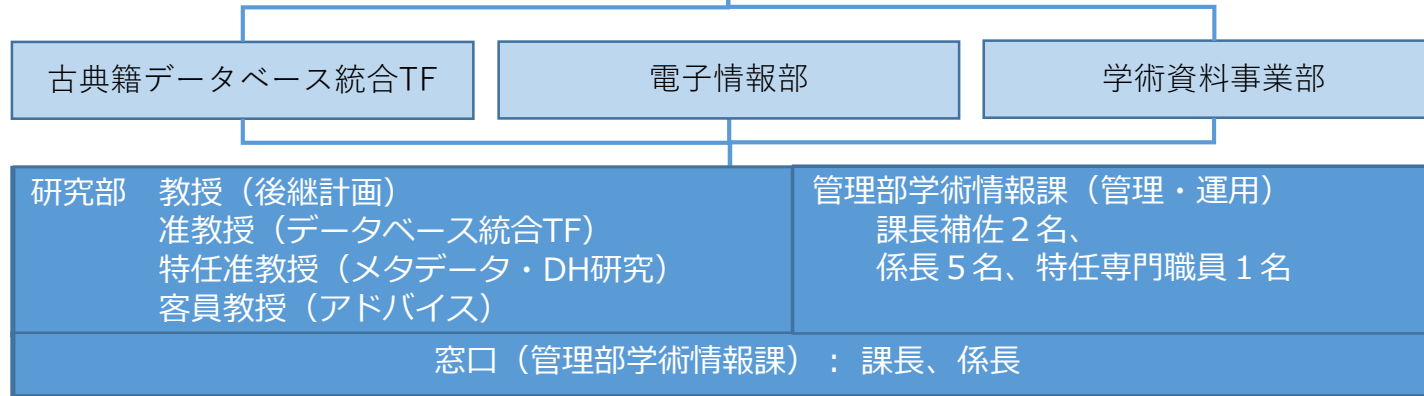 古典籍データベース統合TF
電子情報部
学術資料事業部
研究部　教授（後継計画）
准教授（データベース統合TF）
特任准教授（メタデータ・DH研究）
客員教授（アドバイス）
管理部学術情報課（管理・運用）
課長補佐２名、
係長５名、特任専門職員１名
窓口（管理部学術情報課）： 課長、係長